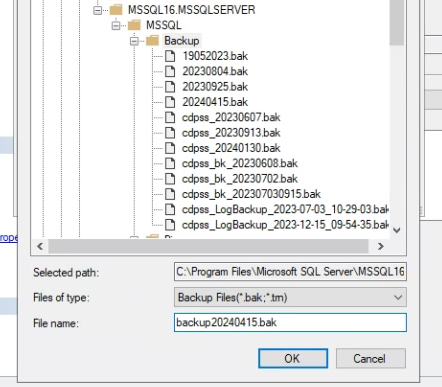 MSSQL16.MSSQLSERVER
MSSQL
Backup
19052023.bak
20230804.bak
20230925.bak
20240415.bak
cdpss_20230607.bak
cdpss_20230913.bak
cdpss_20240130.bak
cdpss_bk_20230608.bak
cdpss_bk_20230702.bak
cdpss_bk_202307030915.bak
cdpss_LogBackup_2023-07-03_10-29-03.bak
cdpss_LogBackup_2023-12-15_09-54-35.bak
Selected path:
C:\Program Files\Microsoft SQL Server\MSSQL16
Files of type:
Backup Files(*.bak;*.trn)
File name:
backup20240415.bak
OK
Cancel